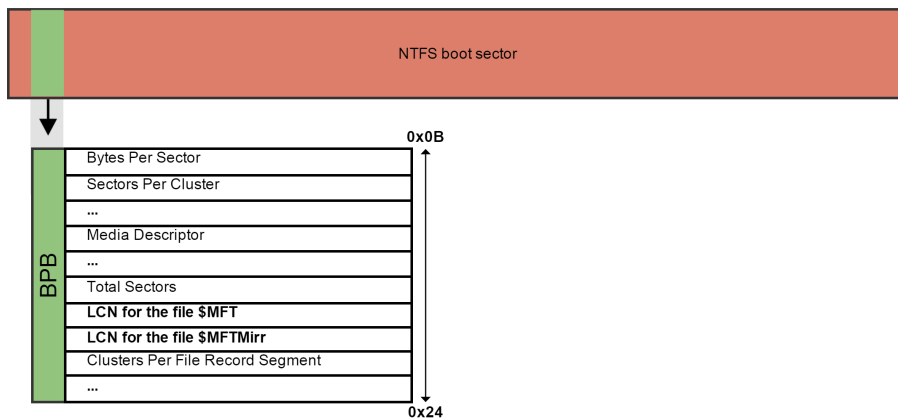 NTFS boot sector
0x0B
BPB
Bytes Per Sector
Sectors Per Cluster
...
Media Descriptor
...
Total Sectors
LCN for the file $MFT
LCN for the file $MFTMirr
Clusters Per File Record Segment
...
0x24